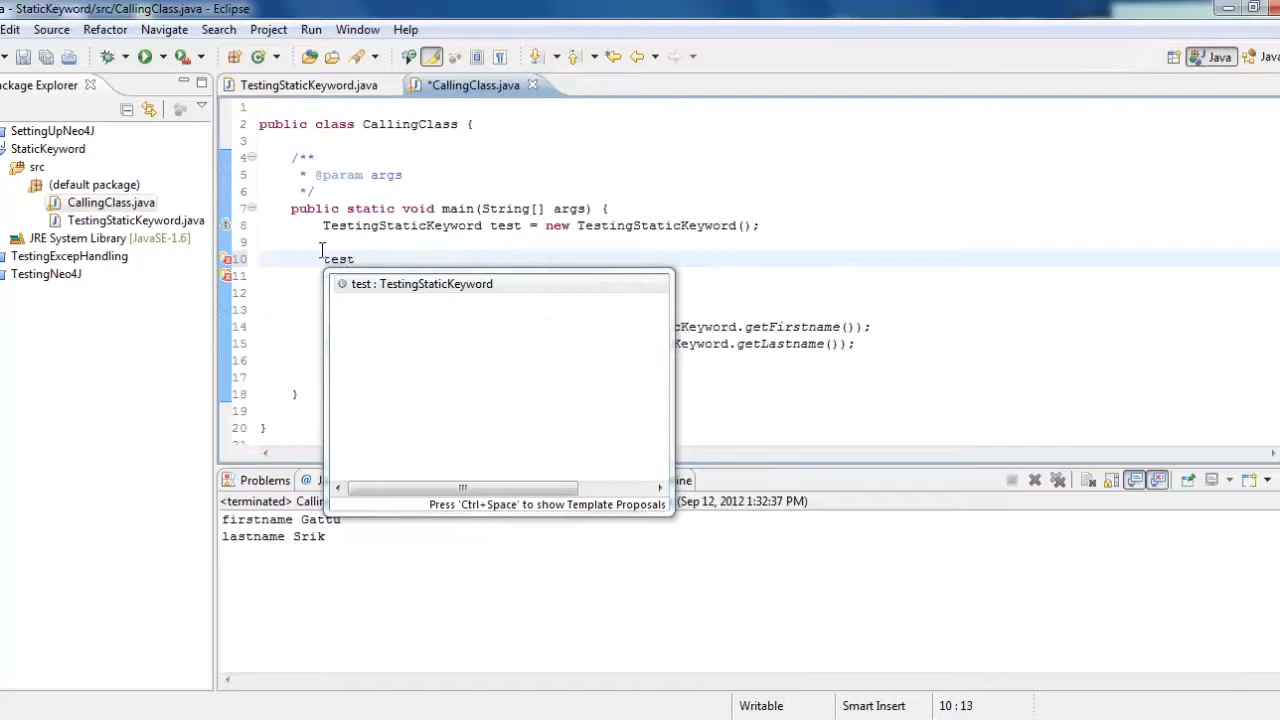 a - StaticKeyword/src/CallingClass.java - Eclipse
Edit Source Refactor Navigate Search Project Run Window Help
Java Java
ackage Explorer
TestingStaticKeyword.java *CallingClass.java
SettingUpNeo4J
StaticKeyword
src
(default package)
CallingClass.java
TestingStaticKeyword.java
JRE System Library [JavaSE-1.6]
TestingExcepHandling
TestingNeo4J
1
2 public class CallingClass {
3
4 /**
5 * @param args
6 */
7 public static void main(String[] args) {
8 TestingStaticKeyword test = new TestingStaticKeyword();
9
10 test
11
12
13
14 cKeyword.getFirstname());
15 Keyword.getLastname());
16
17
18 }
19
20 }
21
test : TestingStaticKeyword
Press 'Ctrl+Space' to show Template Proposals
Problems @ J ine
<terminated> Calli (Sep 12, 2012 1:32:37 PM)
firstname Gattu
lastname Srik
Writable Smart Insert 10 : 13